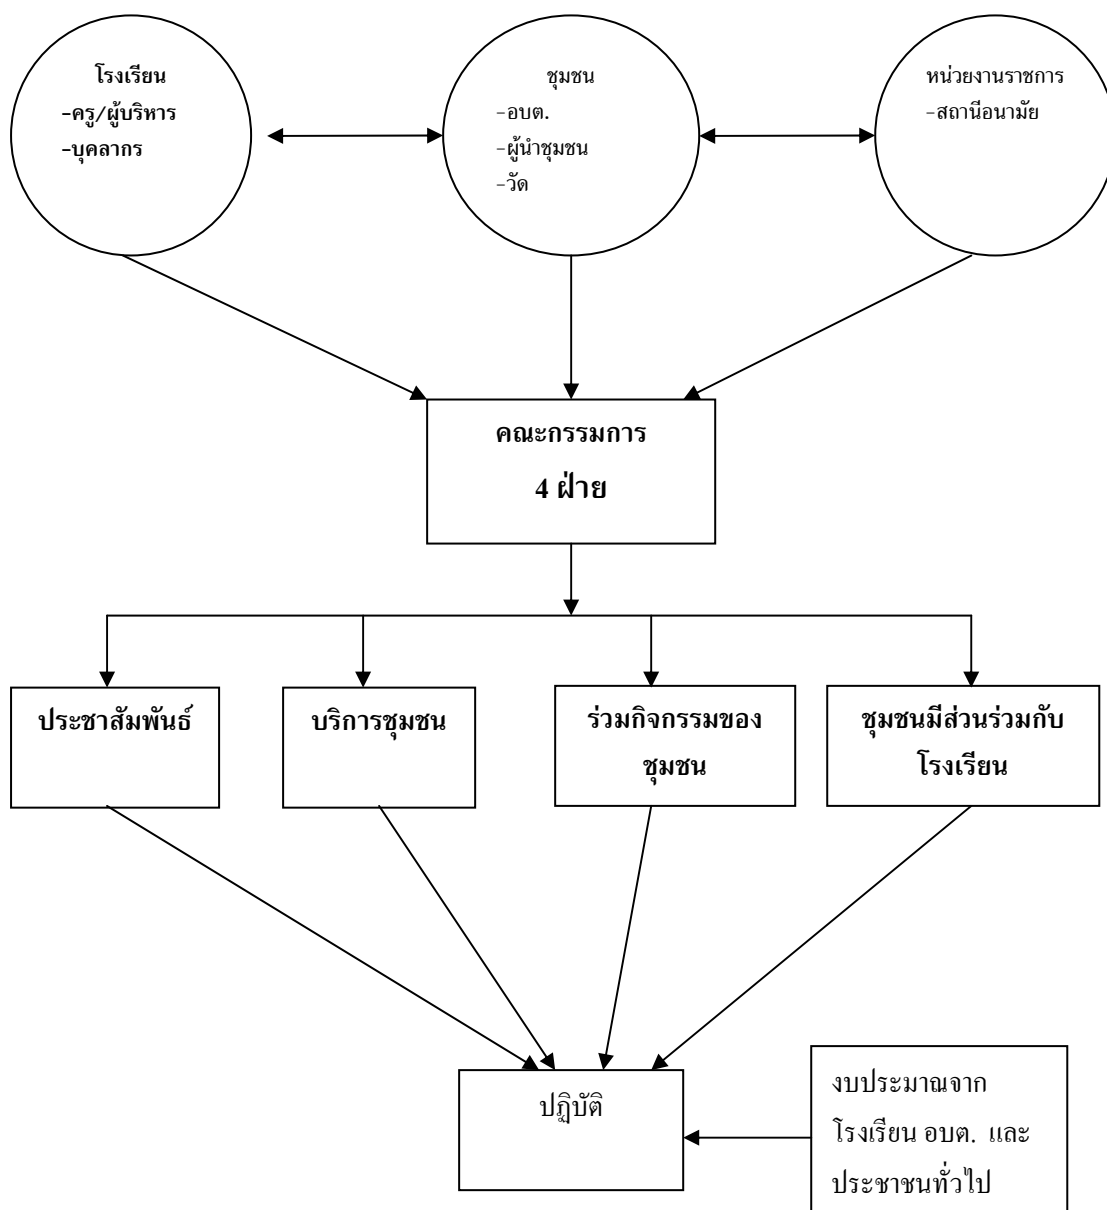 โรงเรียน
-ครู/ผู้บริหาร
-บุคลากร
ชุมชน
-อบต.
-ผู้นำชุมชน
-วัด
หน่วยงานราชการ
-สถานีอนามัย
คณะกรรมการ
4 ฝ่าย
ประชาสัมพันธ์
บริการชุมชน
ร่วมกิจกรรมของ
ชุมชน
ชุมชนมีส่วนร่วมกับ
โรงเรียน
ปฏิบัติ
งบประมาณจาก
โรงเรียน อบต. และ
ประชาชนทั่วไป